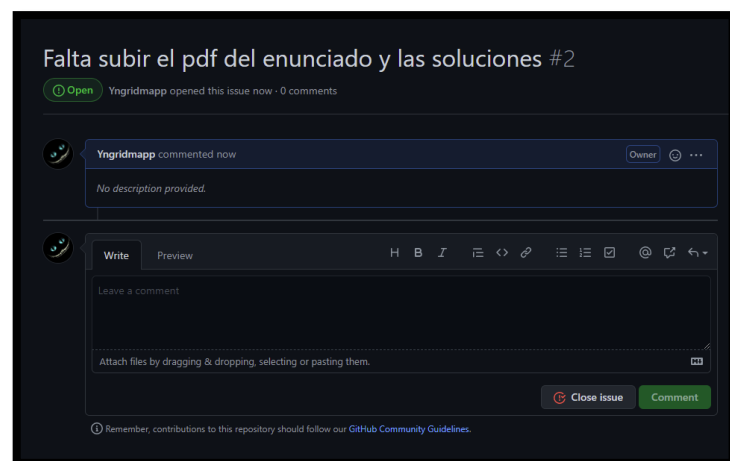 Falta subir el pdf del enunciado y las soluciones #2
Open Yngridmapp opened this issue now · 0 comments
Yngridmapp commented now Owner
No description provided.
Write Preview
Leave a comment
Attach files by dragging & dropping, selecting or pasting them.
Close issue Comment
Remember, contributions to this repository should follow our GitHub Community Guidelines.